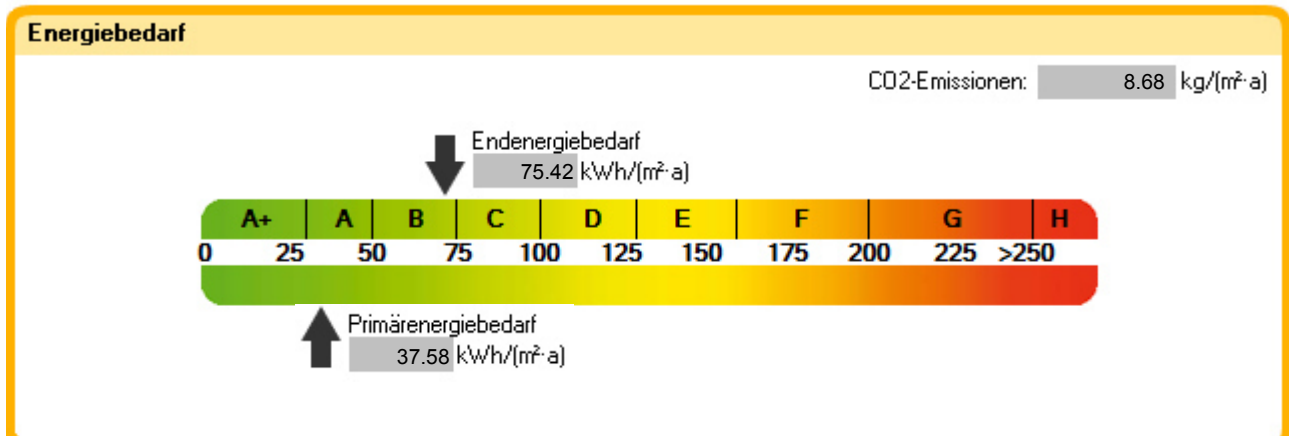 Energiebedarf
CO2-Emissionen: 8.68 kg/(m²·a)
Endenergiebedarf
75.42 kWh/(m²·a)
A+ A B C D E F G H
0 25 50 75 100 125 150 175 200 225 >250
Primärenergiebedarf
37.58 kWh/(m²·a)